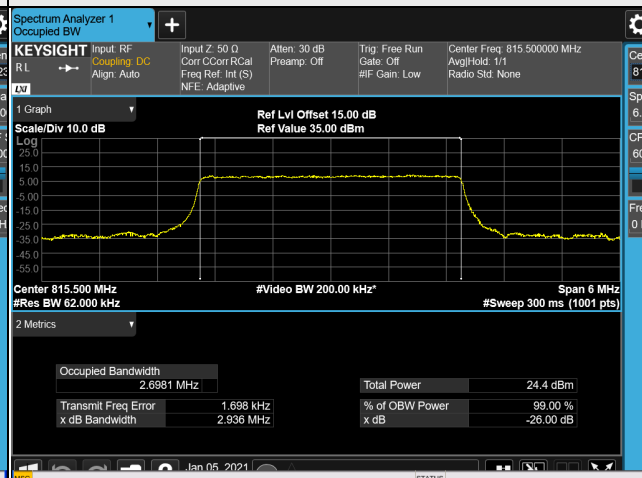 Spectrum Analyzer 1
Occupied BW
KEYSIGHT
RL
LXI
Input: RF
Coupling: DC
Align: Auto
Input Z: 50 Ω
Corr CCorr RCal
Freq Ref: Int (S)
NFE: Adaptive
Atten: 30 dB
Preamp: Off
Trig: Free Run
Gate: Off
#IF Gain: Low
Center Freq: 815.500000 MHz
Avg|Hold: 1/1
Radio Std: None
1 Graph
Scale/Div 10.0 dB
Ref Lvl Offset 15.00 dB
Ref Value 35.00 dBm
Log
25.0
15.0
5.00
-5.00
-15.0
-25.0
-35.0
-45.0
-55.0
Center 815.500 MHz
#Res BW 62.000 kHz
#Video BW 200.00 kHz*
Span 6 MHz
#Sweep 300 ms (1001 pts)
2 Metrics
Occupied Bandwidth
2.6981 MHz
Transmit Freq Error 1.698 kHz
x dB Bandwidth 2.936 MHz
Total Power 24.4 dBm
% of OBW Power 99.00 %
x dB -26.00 dB
Jan 05, 2021
MSG
STATUS